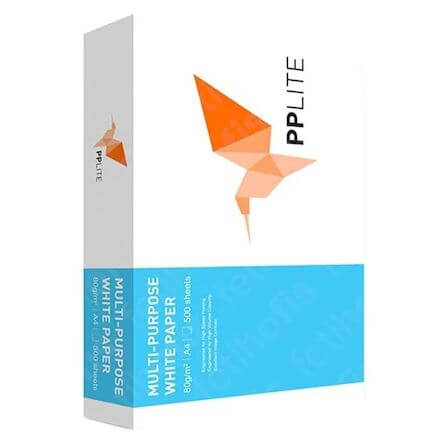 PPLITE
MULTI-PURPOSE
WHITE PAPER
80g/m² | A4 | 500 sheets
PPLITE
MULTI-PURPOSE
WHITE PAPER
80g/m² | A4 | 500 sheets